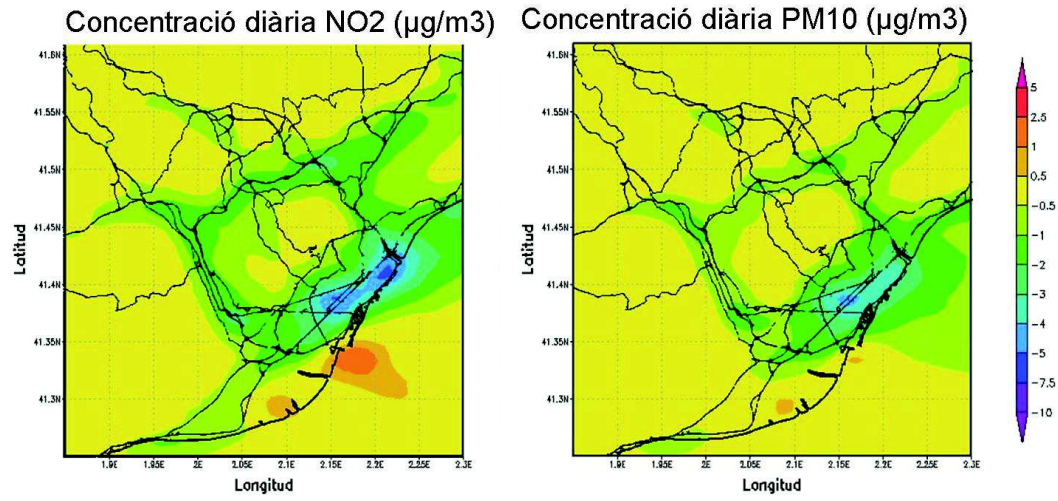 Concentració diària NO2 (µg/m3)
Concentració diària PM10 (µg/m3)
41.6N
41.55N
41.5N
41.45N
41.4N
41.35N
41.3N
Latitud
1.9E 1.95E 2E 2.05E 2.1E 2.15E 2.2E 2.25E 2.3E
Longitud
41.6N
41.55N
41.5N
41.45N
41.4N
41.35N
41.3N
Latitud
1.9E 1.95E 2E 2.05E 2.1E 2.15E 2.2E 2.25E 2.3E
Longitud
5
2.5
1
0.5
-0.5
-1
-2
-3
-4
-5
-7.5
-10